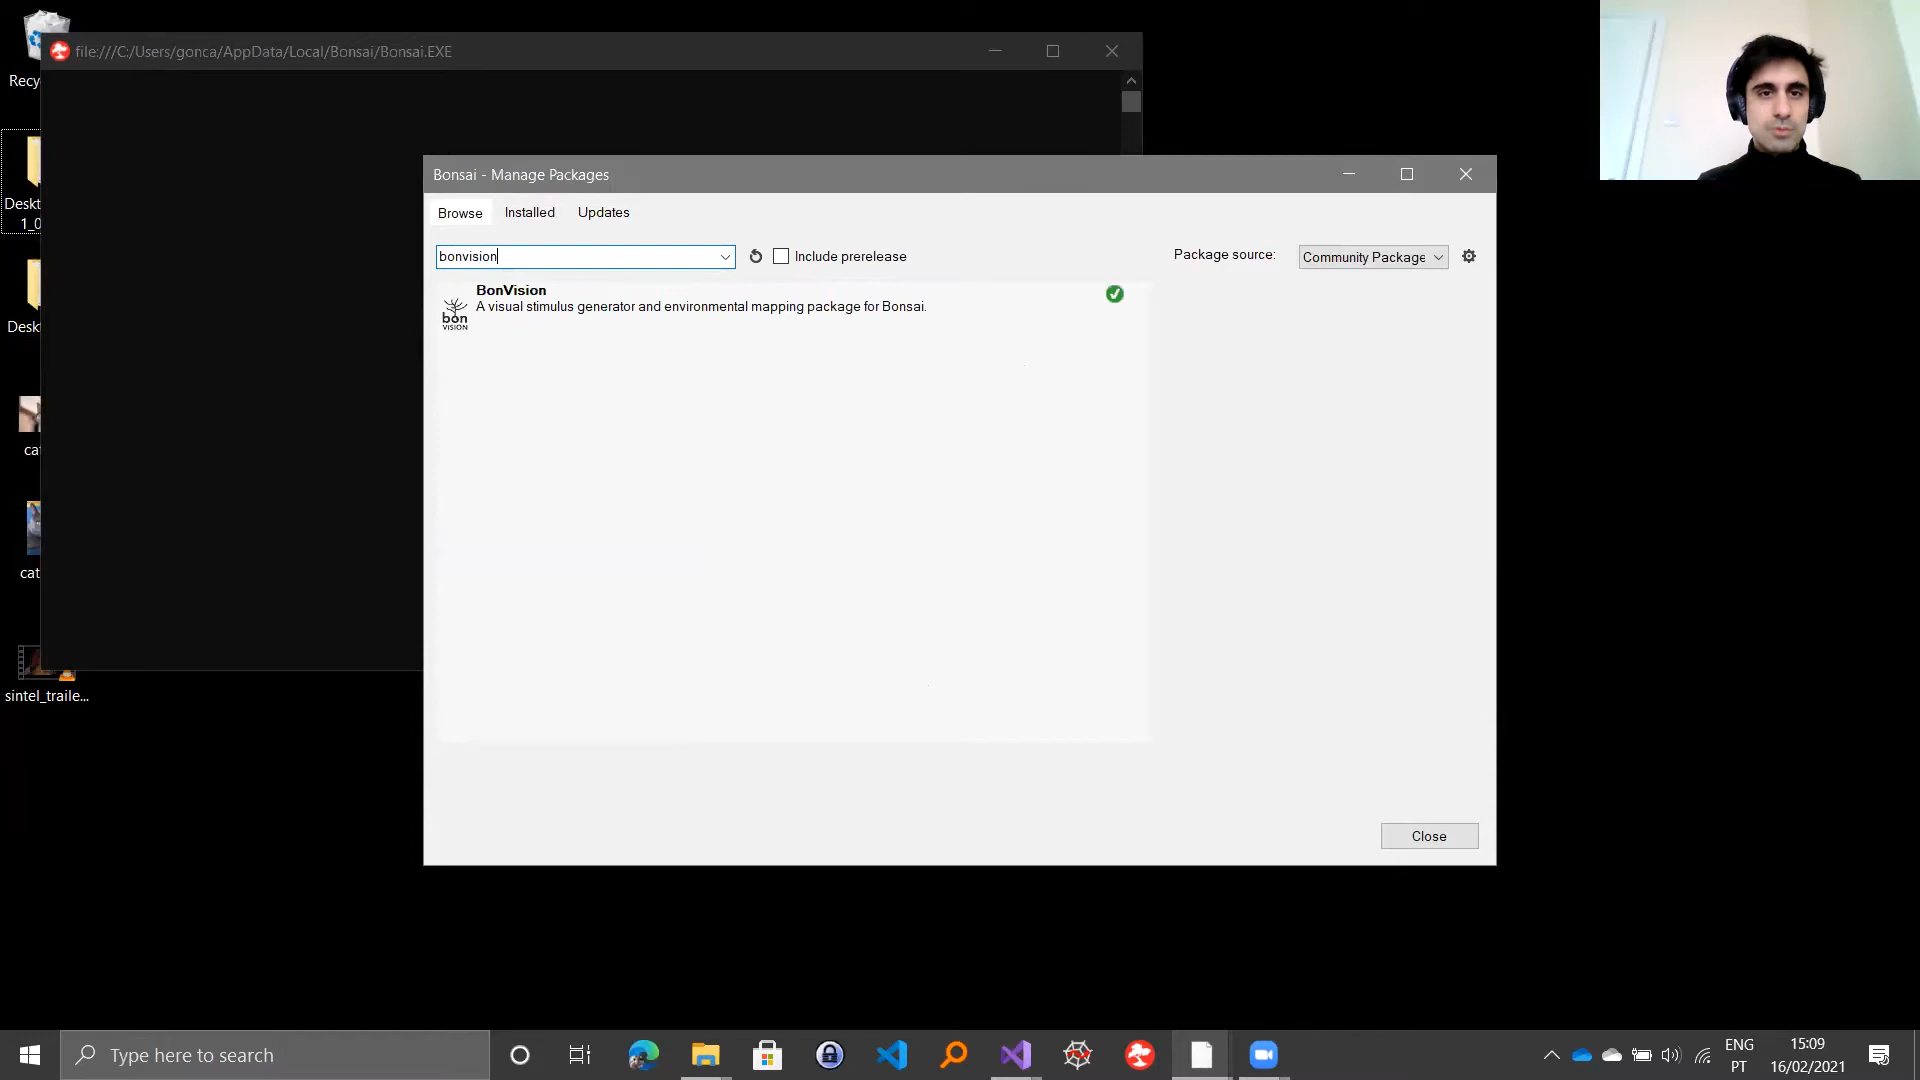 Recy
file:///C:/Users/gonca/AppData/Local/Bonsai/Bonsai.EXE
Deskt
1_0
Deskt
cat
cat
sintel_traile...
Bonsai - Manage Packages
Browse Installed Updates
bonvision
Include prerelease
Package source:
Community Package
BonVision
A visual stimulus generator and environmental mapping package for Bonsai.
bon
VISION
Close
Type here to search
ENG
PT
15:09
16/02/2021